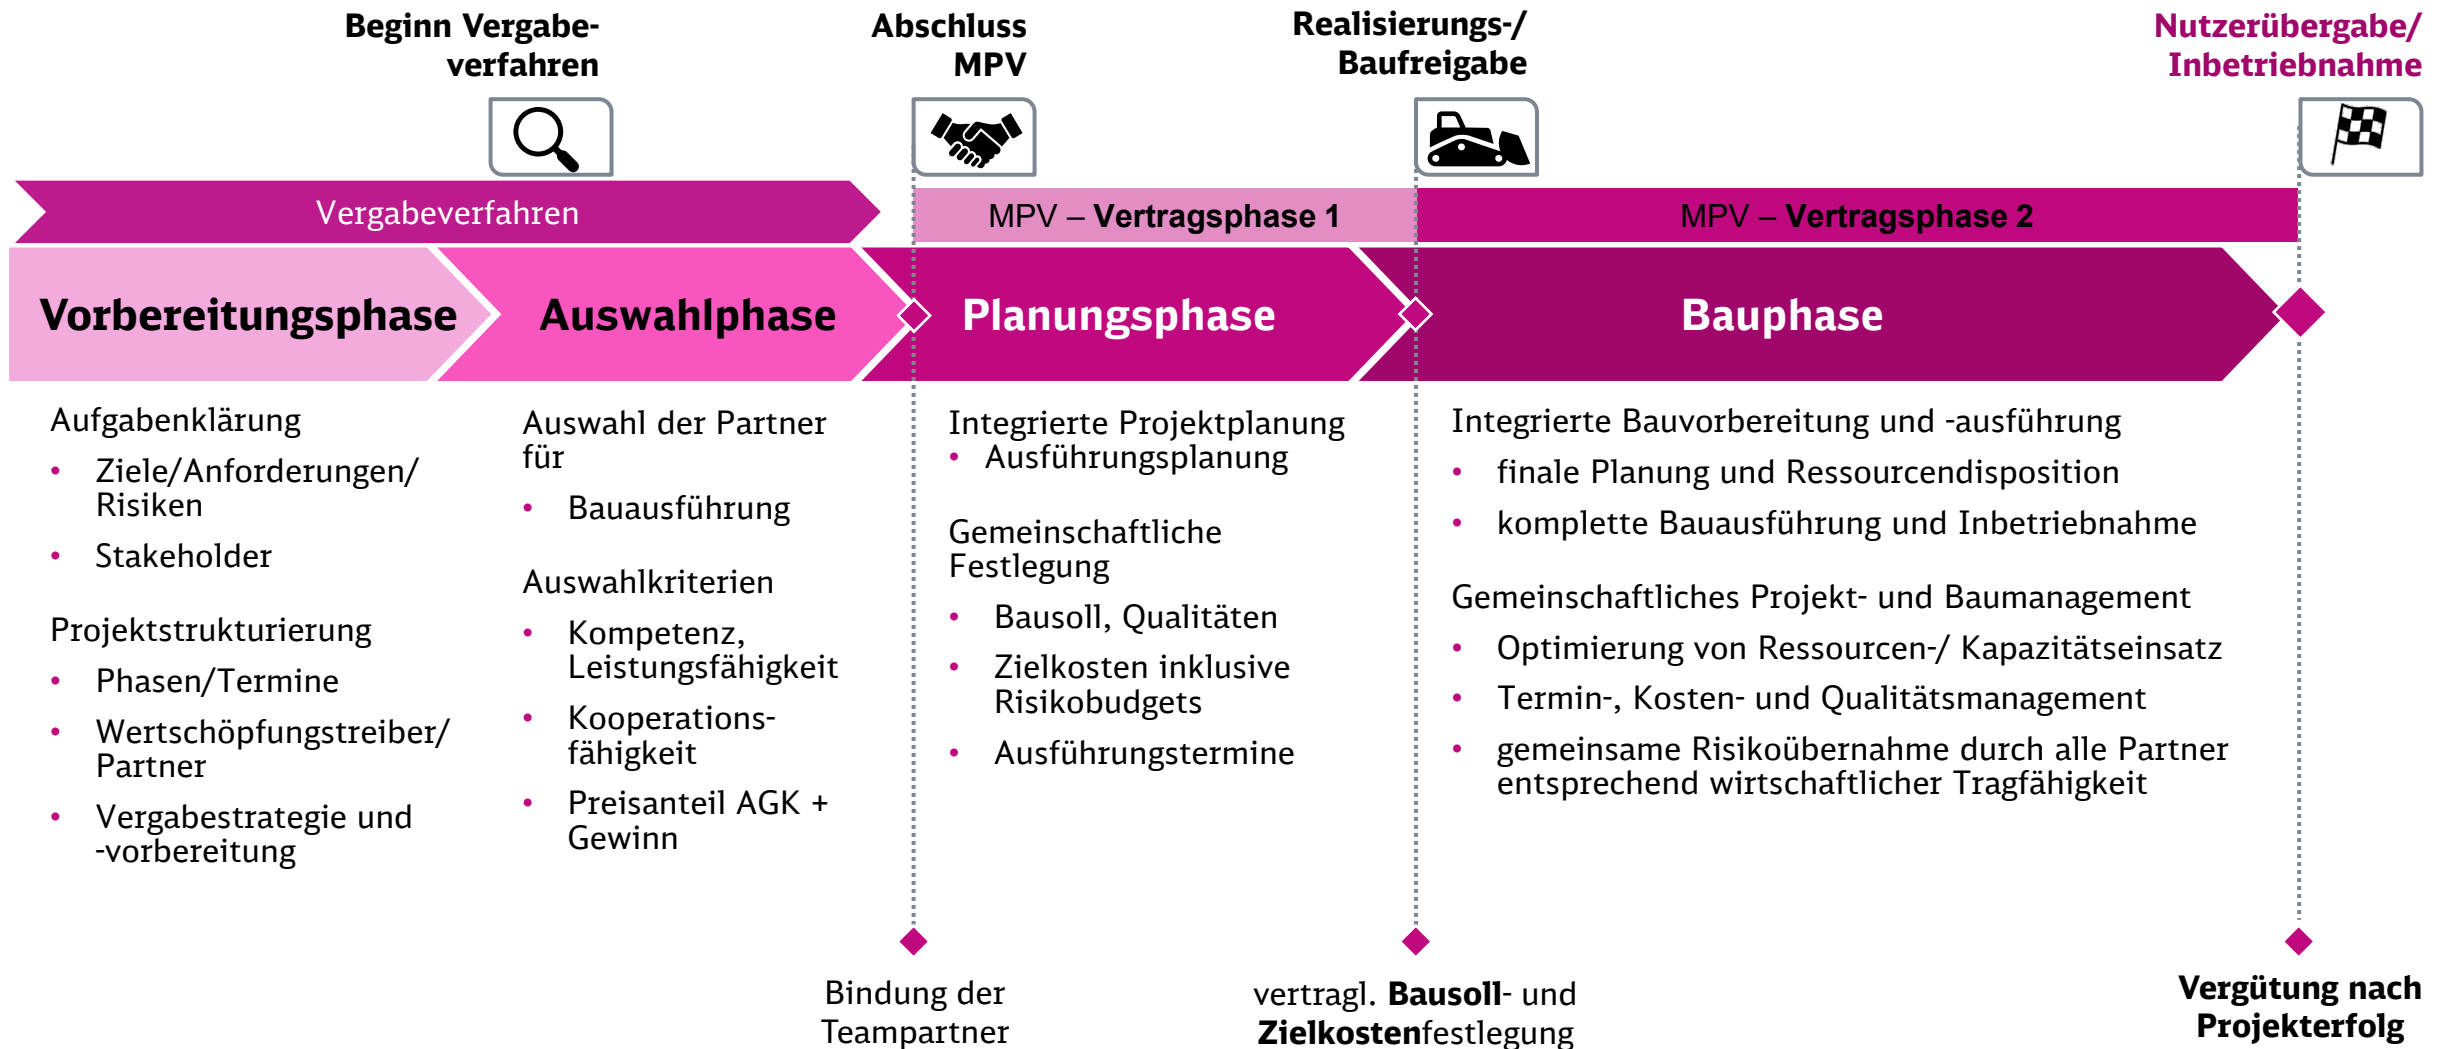 Beginn Vergabe-
verfahren
Abschluss
MPV
Realisierungs-/
Baufreigabe
Nutzerübergabe/
Inbetriebnahme
Vergabeverfahren
MPV – Vertragsphase 1
MPV – Vertragsphase 2
Vorbereitungsphase
Auswahlphase
Planungsphase
Bauphase
Aufgabenklärung
• Ziele/Anforderungen/
Risiken
• Stakeholder
Projektstrukturierung
• Phasen/Termine
• Wertschöpfungstreiber/
Partner
• Vergabestrategie und
-vorbereitung
Auswahl der Partner
für
• Bauausführung
Auswahlkriterien
• Kompetenz,
Leistungsfähigkeit
• Kooperations-
fähigkeit
• Preisanteil AGK +
Gewinn
Integrierte Projektplanung
• Ausführungsplanung
Gemeinschaftliche
Festlegung
• Bausoll, Qualitäten
• Zielkosten inklusive
Risikobudgets
• Ausführungstermine
Integrierte Bauvorbereitung und -ausführung
• finale Planung und Ressourcendisposition
• komplette Bauausführung und Inbetriebnahme
Gemeinschaftliches Projekt- und Baumanagement
• Optimierung von Ressourcen-/ Kapazitätseinsatz
• Termin-, Kosten- und Qualitätsmanagement
• gemeinsame Risikoübernahme durch alle Partner
entsprechend wirtschaftlicher Tragfähigkeit
Bindung der
Teampartner
vertragl. Bausoll- und
Zielkostenfestlegung
Vergütung nach
Projekterfolg